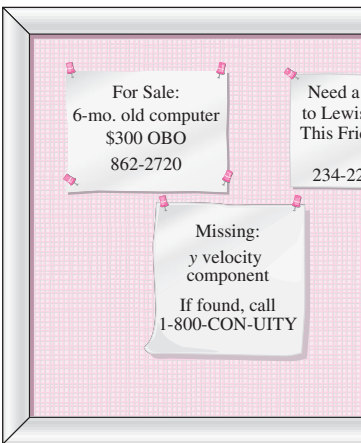 For Sale:
6-mo. old computer
$300 OBO
862-2720
Need a
to Lewis
This Fri
234-22
Missing:
y velocity
component
If found, call
1-800-CON-UITY